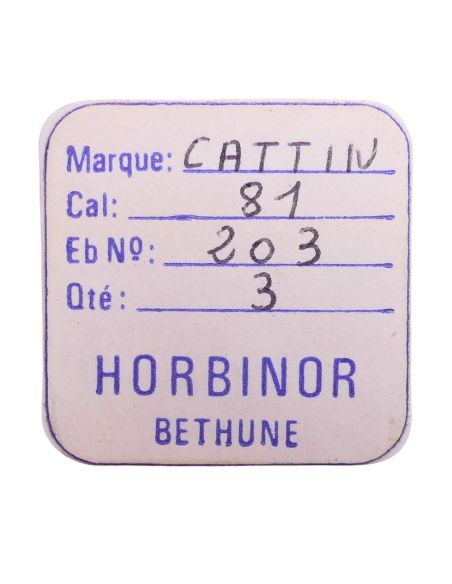 Marque: CATTIN
Cal: 81
Eb Nº: 203
Qté: 3
HORBINOR
BETHUNE